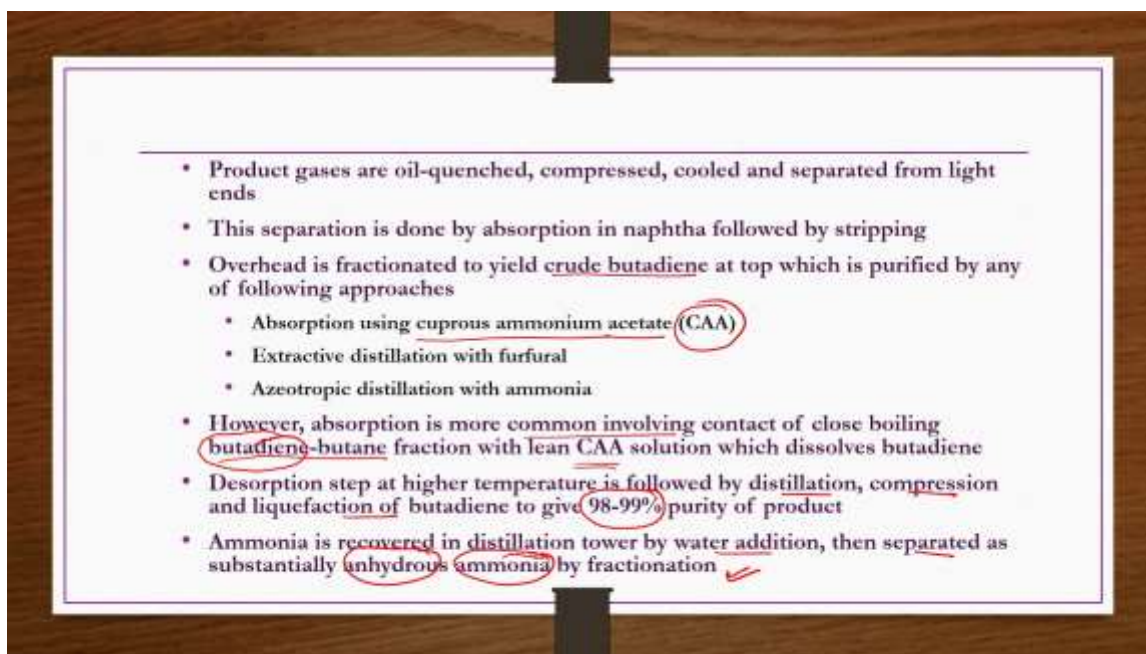 • Product gases are oil-quenched, compressed, cooled and separated from light
ends
• This separation is done by absorption in naphtha followed by stripping
• Overhead is fractionated to yield crude butadiene at top which is purified by any
of following approaches
• Absorption using cuprous ammonium acetate (CAA)
• Extractive distillation with furfural
• Azeotropic distillation with ammonia
• However, absorption is more common involving contact of close boiling
butadiene-butane fraction with lean CAA solution which dissolves butadiene
• Desorption step at higher temperature is followed by distillation, compression
and liquefaction of butadiene to give 98-99% purity of product
• Ammonia is recovered in distillation tower by water addition, then separated as
substantially anhydrous ammonia by fractionation